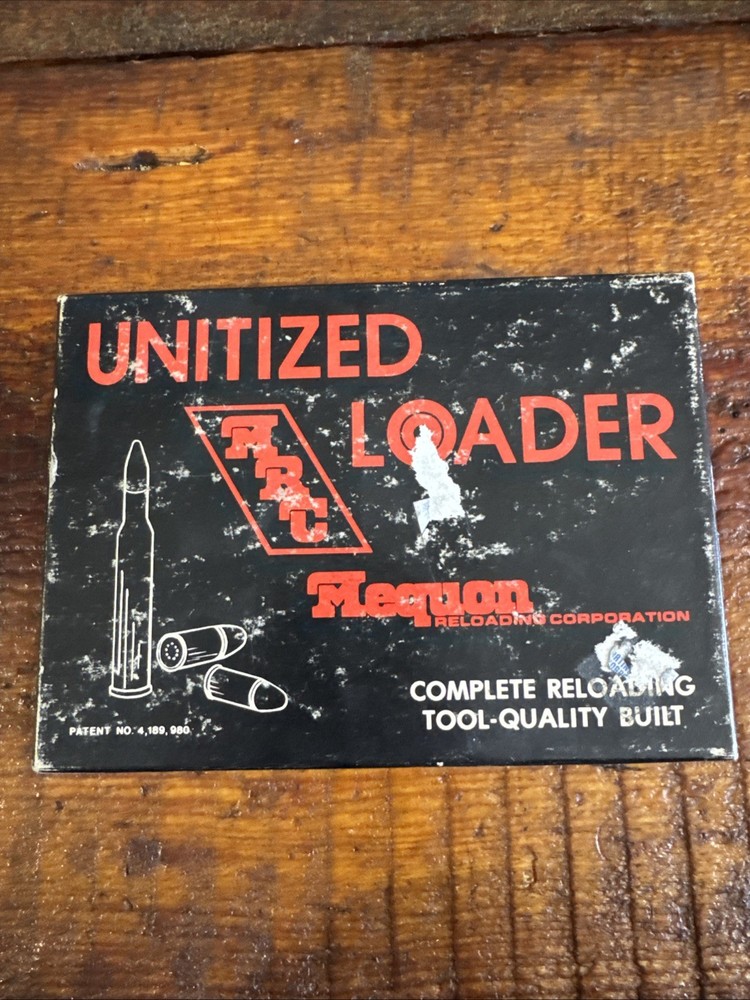 UNITIZED
LOADER
MRC
Mequon
RELOADING CORPORATION
COMPLETE RELOADING
TOOL-QUALITY BUILT
PATENT NO. 4,189,980